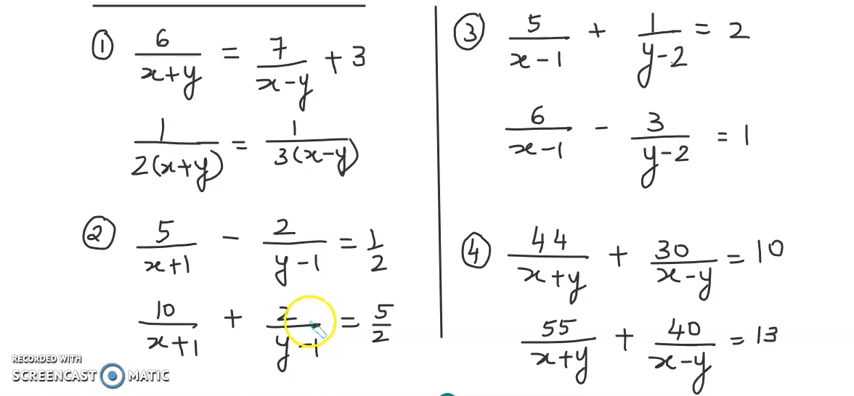 ① 6/(x+y) = 7/(x-y) + 3
1/(2(x+y)) = 1/(3(x-y))
② 5/(x+1) - 2/(y-1) = 1/2
10/(x+1) + 2/(y-1) = 5/2
③ 5/(x-1) + 1/(y-2) = 2
6/(x-1) - 3/(y-2) = 1
④ 44/(x+y) + 30/(x-y) = 10
55/(x+y) + 40/(x-y) = 13
RECORDED WITH
SCREENCAST MATIC